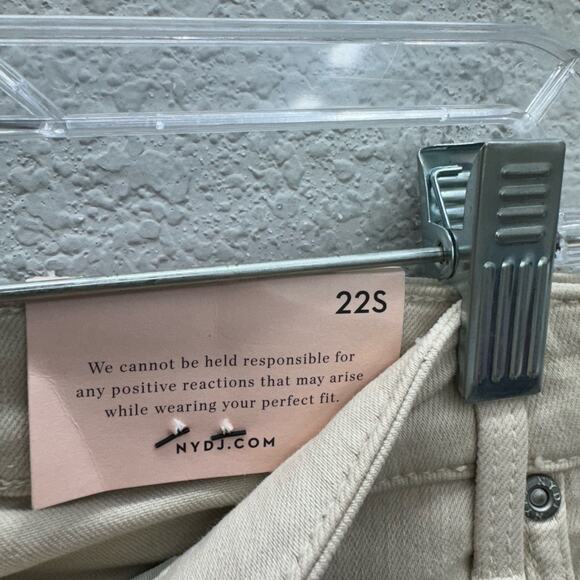 22S
We cannot be held responsible for
any positive reactions that may arise
while wearing your perfect fit.
NYDJ.COM
NYDJ